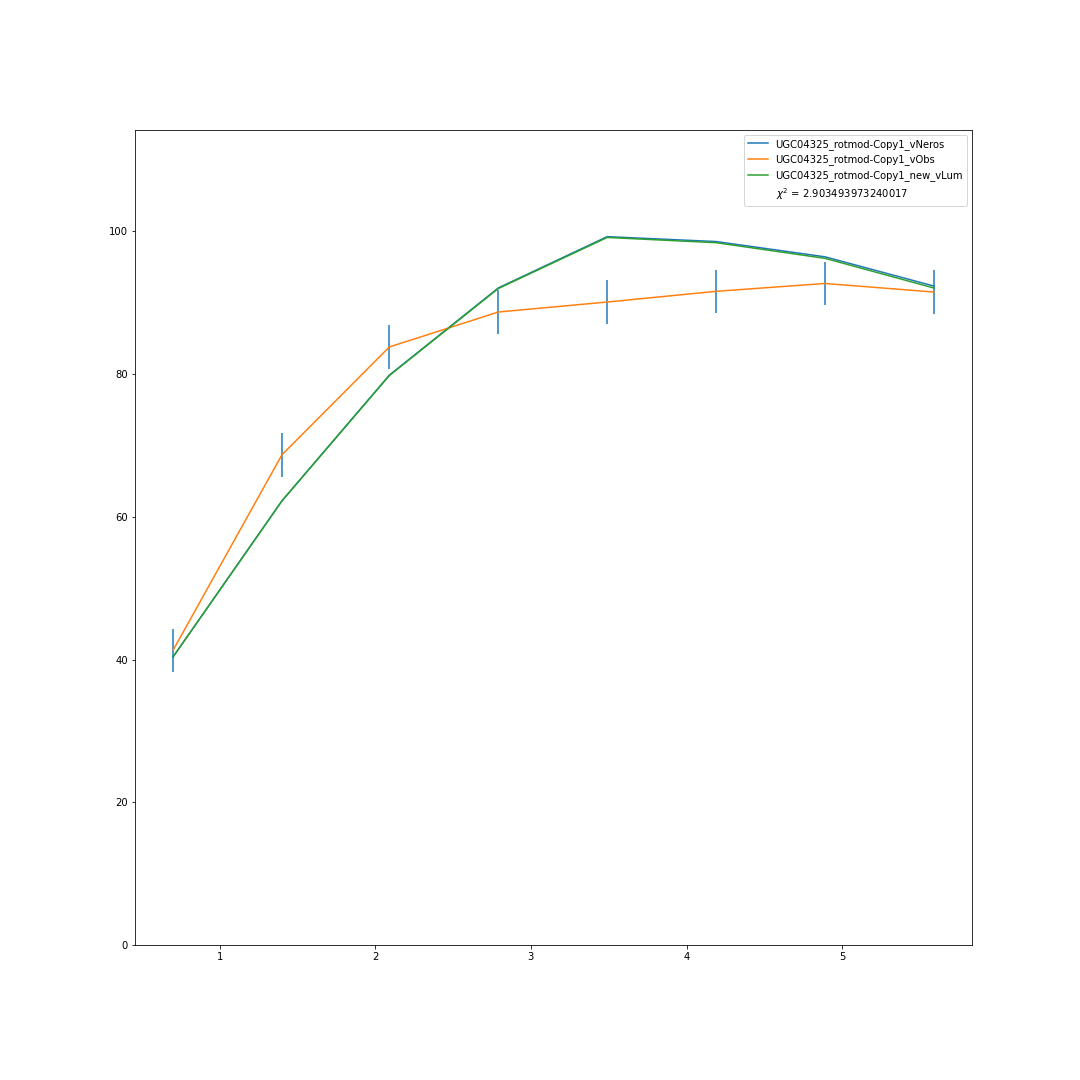 UGC04325_rotmod-Copy1_vNeros
UGC04325_rotmod-Copy1_vObs
UGC04325_rotmod-Copy1_new_vLum
χ² = 2.903493973240017
100
80
60
40
20
0
1 2 3 4 5